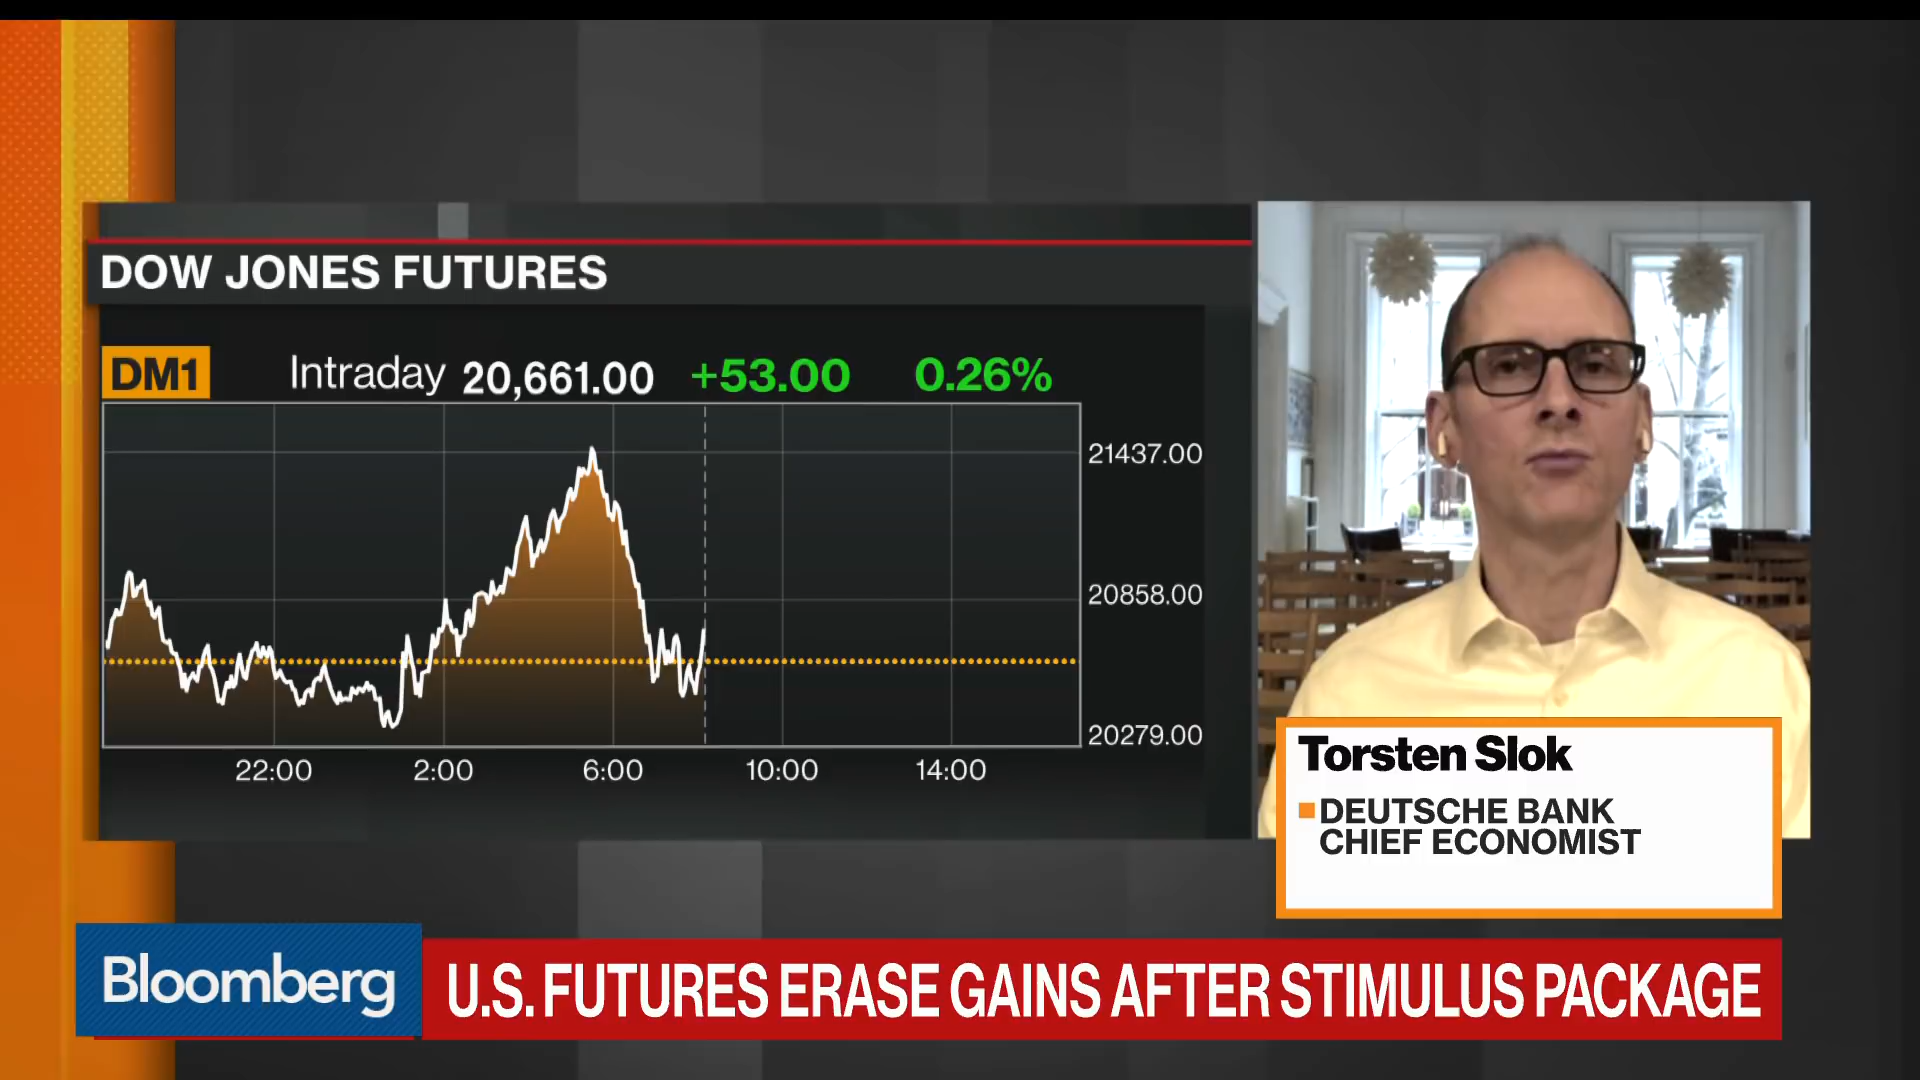 DOW JONES FUTURES
DM1 Intraday 20,661.00 +53.00 0.26%
21437.00
20858.00
20279.00
22:00 2:00 6:00 10:00 14:00
Torsten Slok
DEUTSCHE BANK
CHIEF ECONOMIST
Bloomberg
U.S. FUTURES ERASE GAINS AFTER STIMULUS PACKAGE